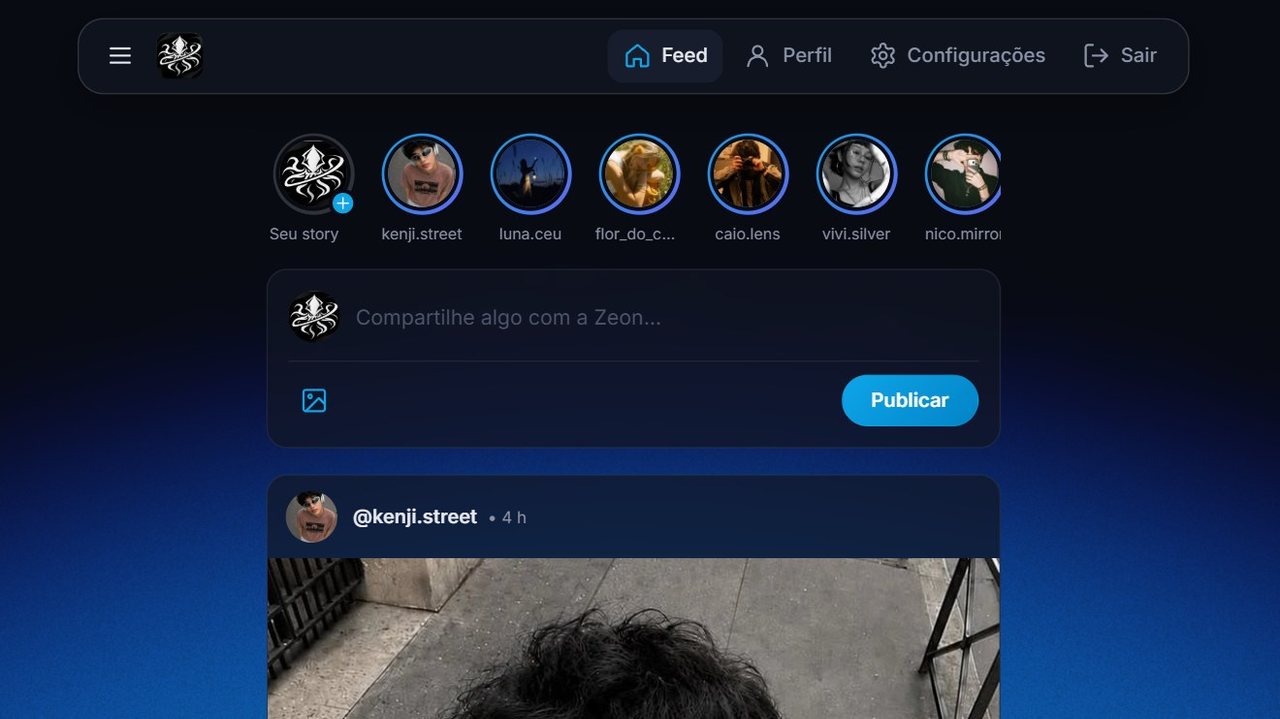 Feed Perfil Configurações Sair
Seu story kenji.street luna.ceu flor_do_c... caio.lens vivi.silver nico.mirror
Compartilhe algo com a Zeon...
Publicar
@kenji.street • 4 h